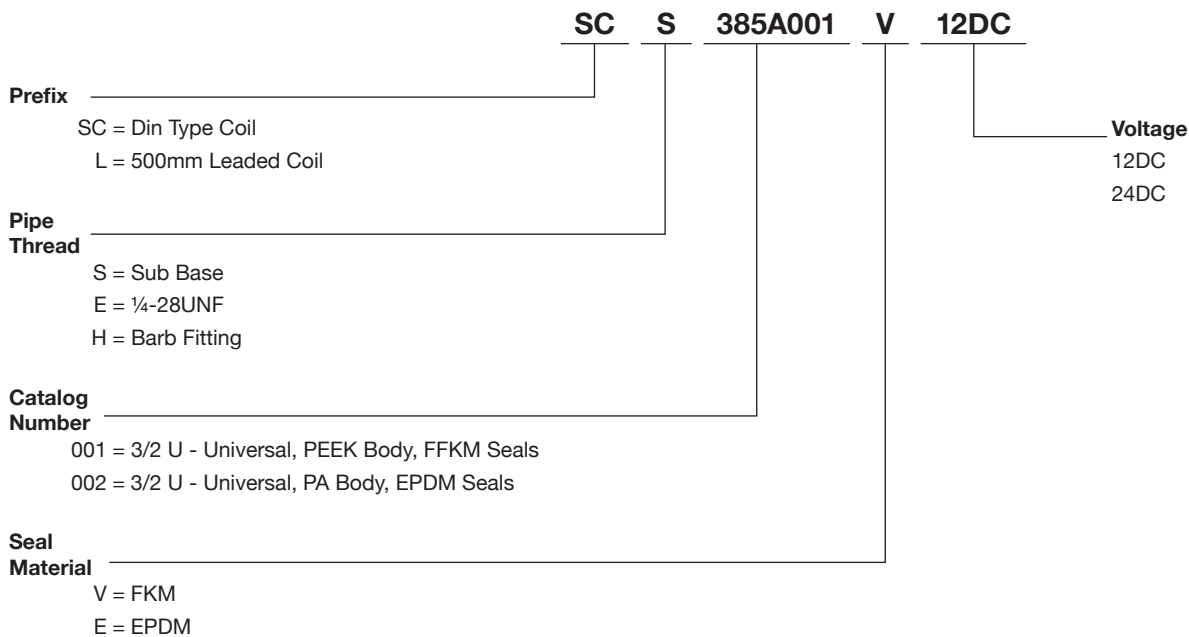 SC S 385A001 V 12DC
Prefix
SC = Din Type Coil
L = 500mm Leaded Coil
Voltage
12DC
24DC
Pipe
Thread
S = Sub Base
E = ¼-28UNF
H = Barb Fitting
Catalog
Number
001 = 3/2 U - Universal, PEEK Body, FFKM Seals
002 = 3/2 U - Universal, PA Body, EPDM Seals
Seal
Material
V = FKM
E = EPDM